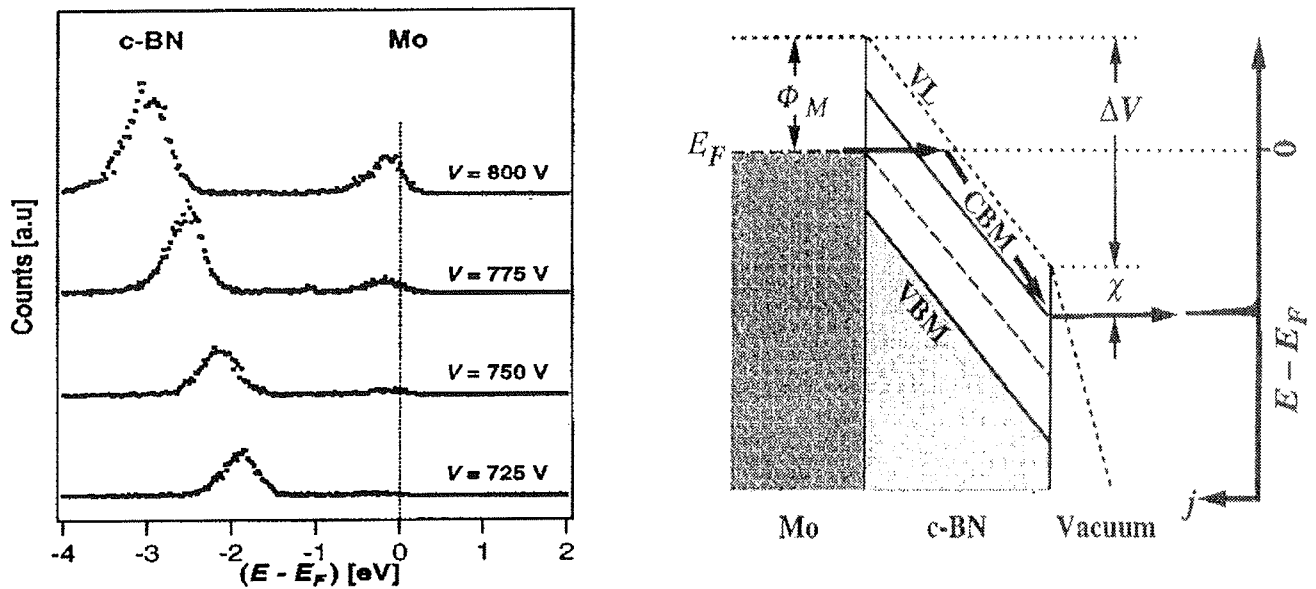 c-BN Mo
V = 800 V
V = 775 V
V = 750 V
V = 725 V
Counts [a.u]
-4 -3 -2 -1 0 1 2
(E - E_F) [eV]
Φ_M
VL
ΔV
E_F
0
CBM
χ
VBM
E - E_F
j
Mo c-BN Vacuum